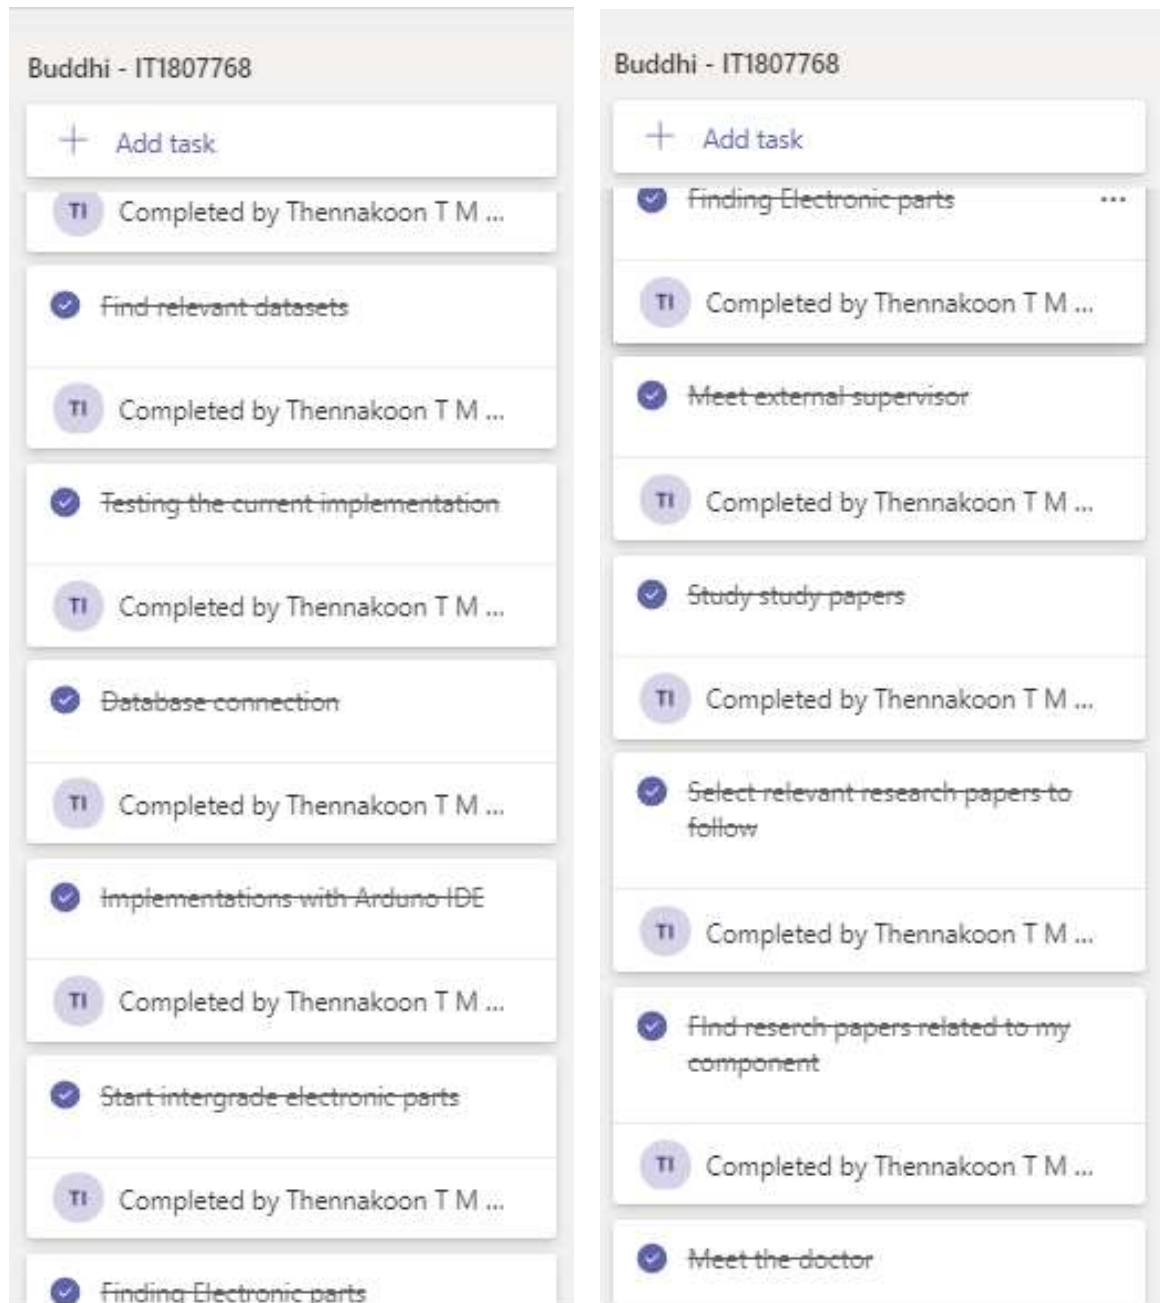 Buddhi - IT1807768
Add task
TI Completed by Thennakoon T M ...
Find relevant datasets
TI Completed by Thennakoon T M ...
Testing the current implementation
TI Completed by Thennakoon T M ...
Database connection
TI Completed by Thennakoon T M ...
Implementations with Arduno IDE
TI Completed by Thennakoon T M ...
Start intergrade electronic parts
TI Completed by Thennakoon T M ...
Finding Electronic parts
Buddhi - IT1807768
Add task
Finding Electronic parts
TI Completed by Thennakoon T M ...
Meet external supervisor
TI Completed by Thennakoon T M ...
Study study papers
TI Completed by Thennakoon T M ...
Select relevant research papers to
follow
TI Completed by Thennakoon T M ...
FInd reserch papers related to my
component
TI Completed by Thennakoon T M ...
Meet the doctor